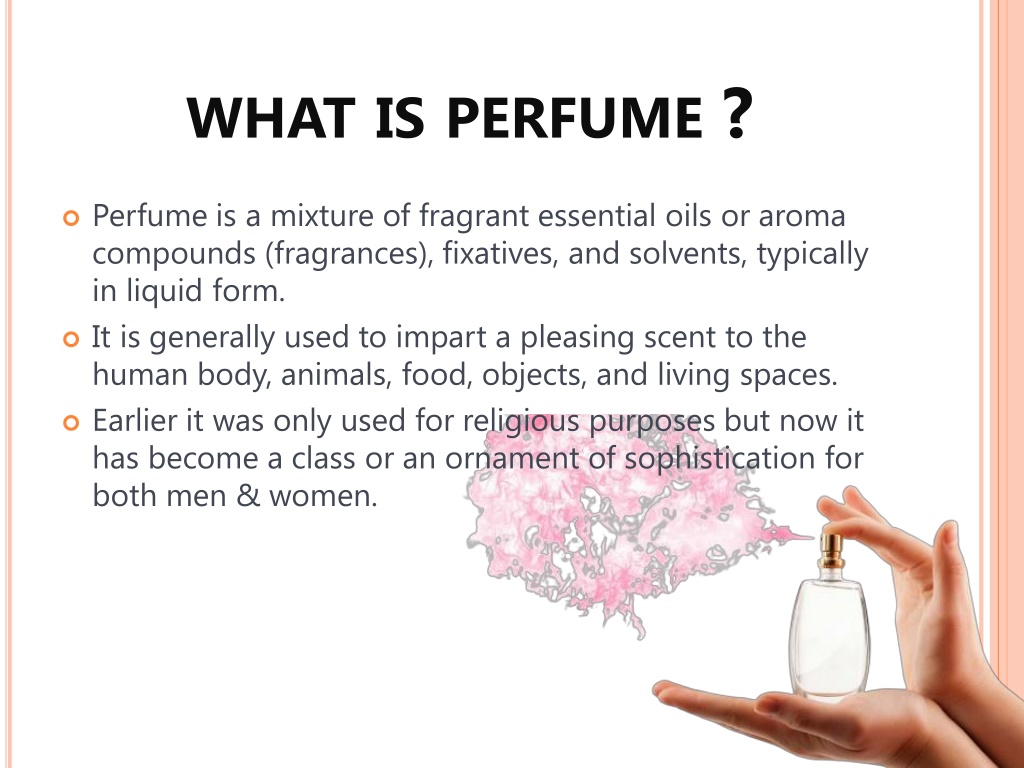 WHAT IS PERFUME ?
Perfume is a mixture of fragrant essential oils or aroma
compounds (fragrances), fixatives, and solvents, typically
in liquid form.
It is generally used to impart a pleasing scent to the
human body, animals, food, objects, and living spaces.
Earlier it was only used for religious purposes but now it
has become a class or an ornament of sophistication for
both men & women.